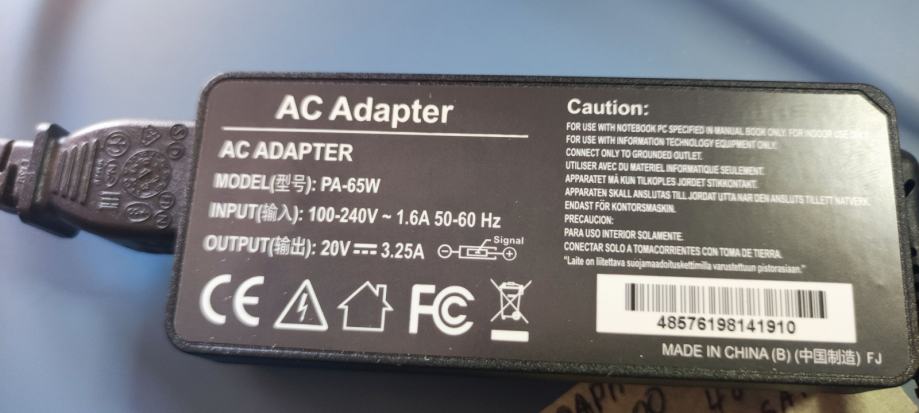 AC Adapter
AC ADAPTER
MODEL(型号): PA-65W
INPUT(输入): 100-240V ~ 1.6A 50-60 Hz
OUTPUT(输出): 20V ⎓ 3.25A
Signal
CE
FC
Caution:
FOR USE WITH NOTEBOOK PC SPECIFIED IN MANUAL BOOK ONLY. FOR INDOOR USE ONLY.
FOR USE WITH INFORMATION TECHNOLOGY EQUIPMENT ONLY.
CONNECT ONLY TO GROUNDED OUTLET.
UTILISER AVEC DU MATERIEL INFORMATIQUE SEULEMENT.
APPARATET MÅ KUN TILKOPLES JORDET STIKKONTAKT.
APPARATEN SKALL ANSLUTAS TILL JORDAT UTTA NAR DEN ANSLUTS TILLETT NATVERK.
ENDAST FÖR KONTORSMASKIN.
PRECAUCION:
PARA USO INTERIOR SOLAMENTE.
CONECTAR SOLO A TOMACORRIENTES CON TOMA DE TIERRA.
"Laite on liitettava suojamaadoituskettimilla varustettuun pistorasiaan."
48576198141910
MADE IN CHINA (B) (中国制造) FJ